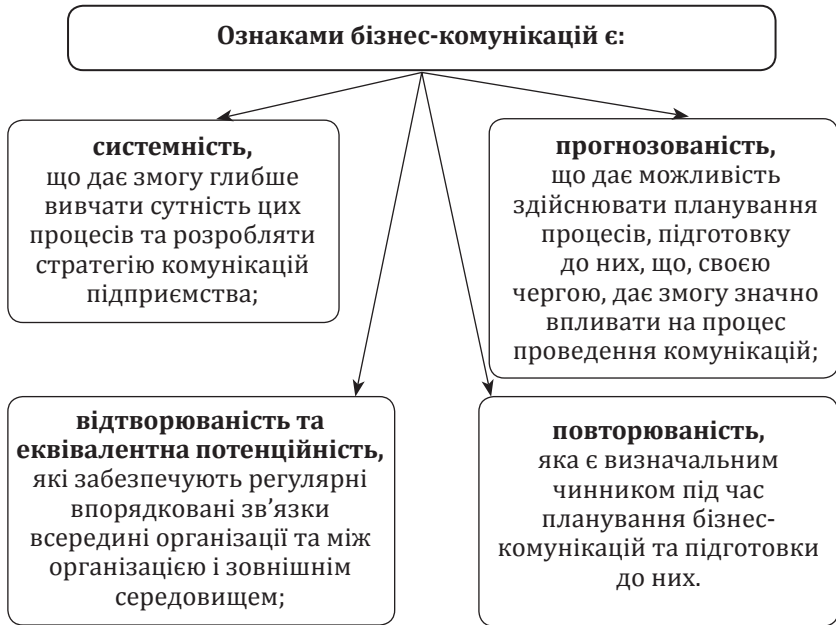 Ознаками бізнес-комунікацій є:
системність,
що дає змогу глибше
вивчати сутність цих
процесів та розробляти
стратегію комунікацій
підприємства;
прогнозованість,
що дає можливість
здійснювати планування
процесів, підготовку
до них, що, своєю
чергою, дає змогу значно
впливати на процес
проведення комунікацій;
відтворюваність та
еквівалентна потенційність,
які забезпечують регулярні
впорядковані зв’язки
всередині організації та між
організацією і зовнішнім
середовищем;
повторюваність,
яка є визначальним
чинником під час
планування бізнес-
комунікацій та підготовки
до них.